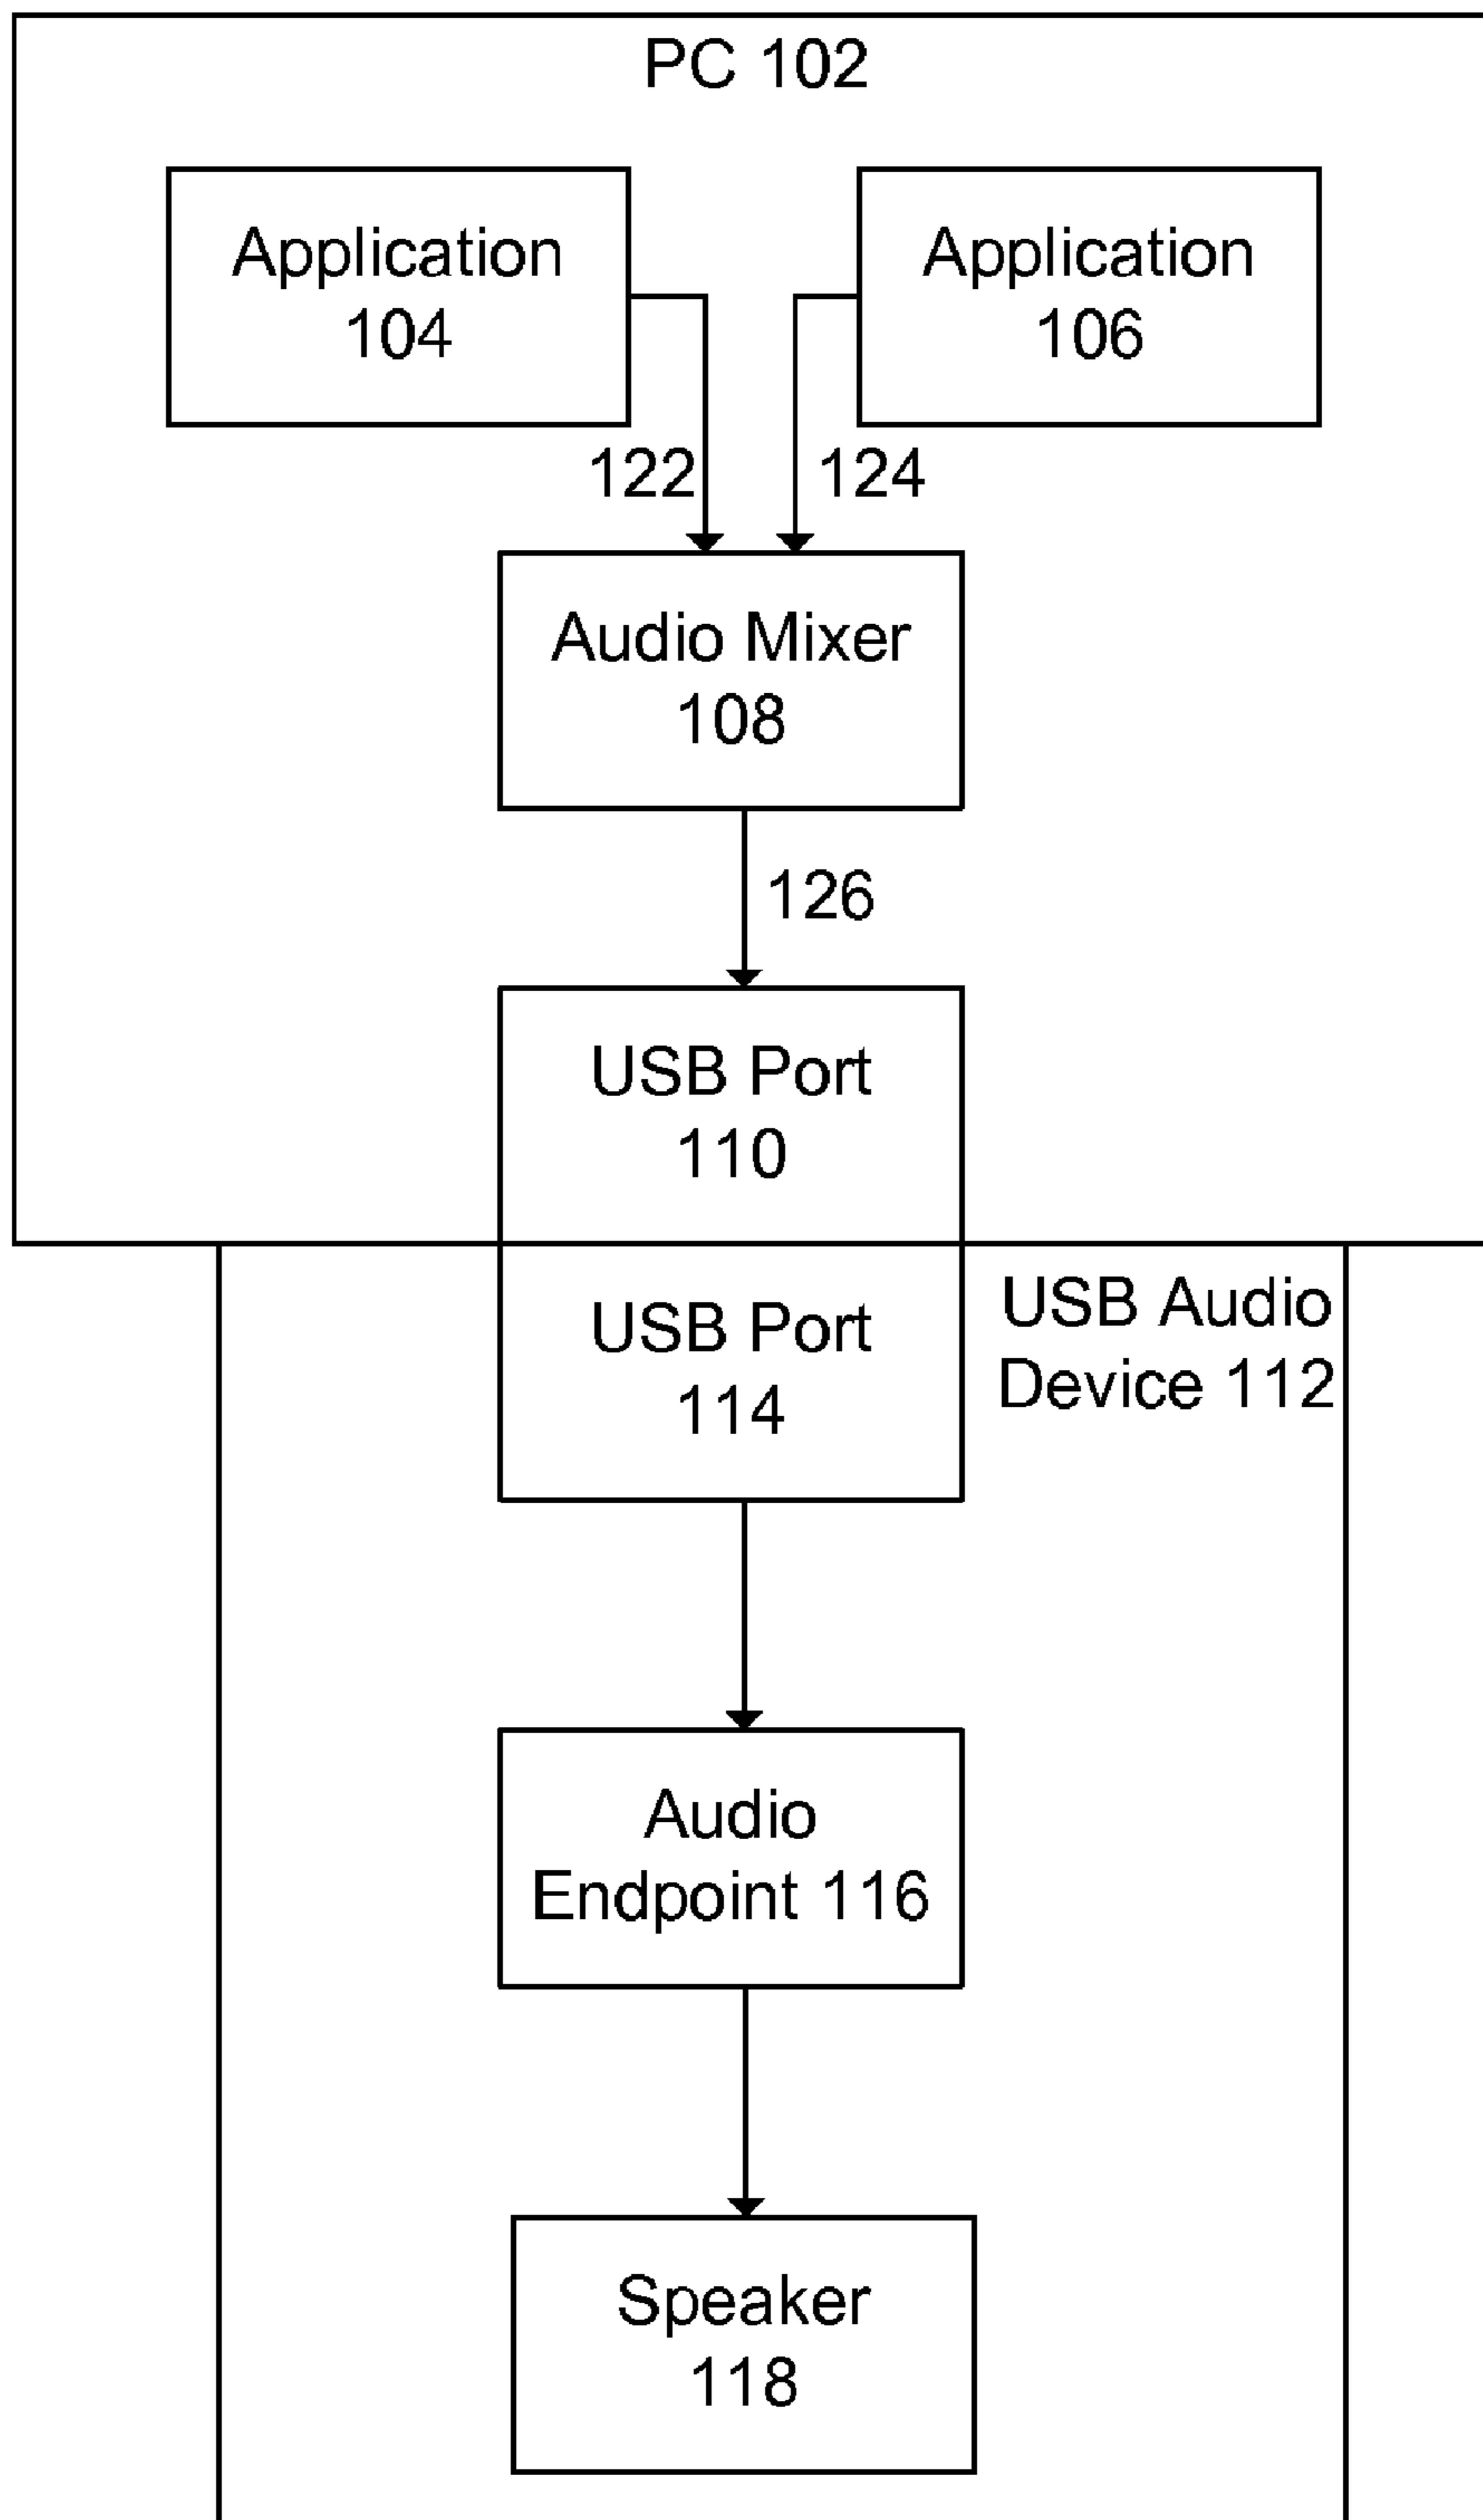 PC 102
Application
104
Application
106
122
124
Audio Mixer
108
126
USB Port
110
USB Port
114
USB Audio
Device 112
Audio
Endpoint 116
Speaker
118